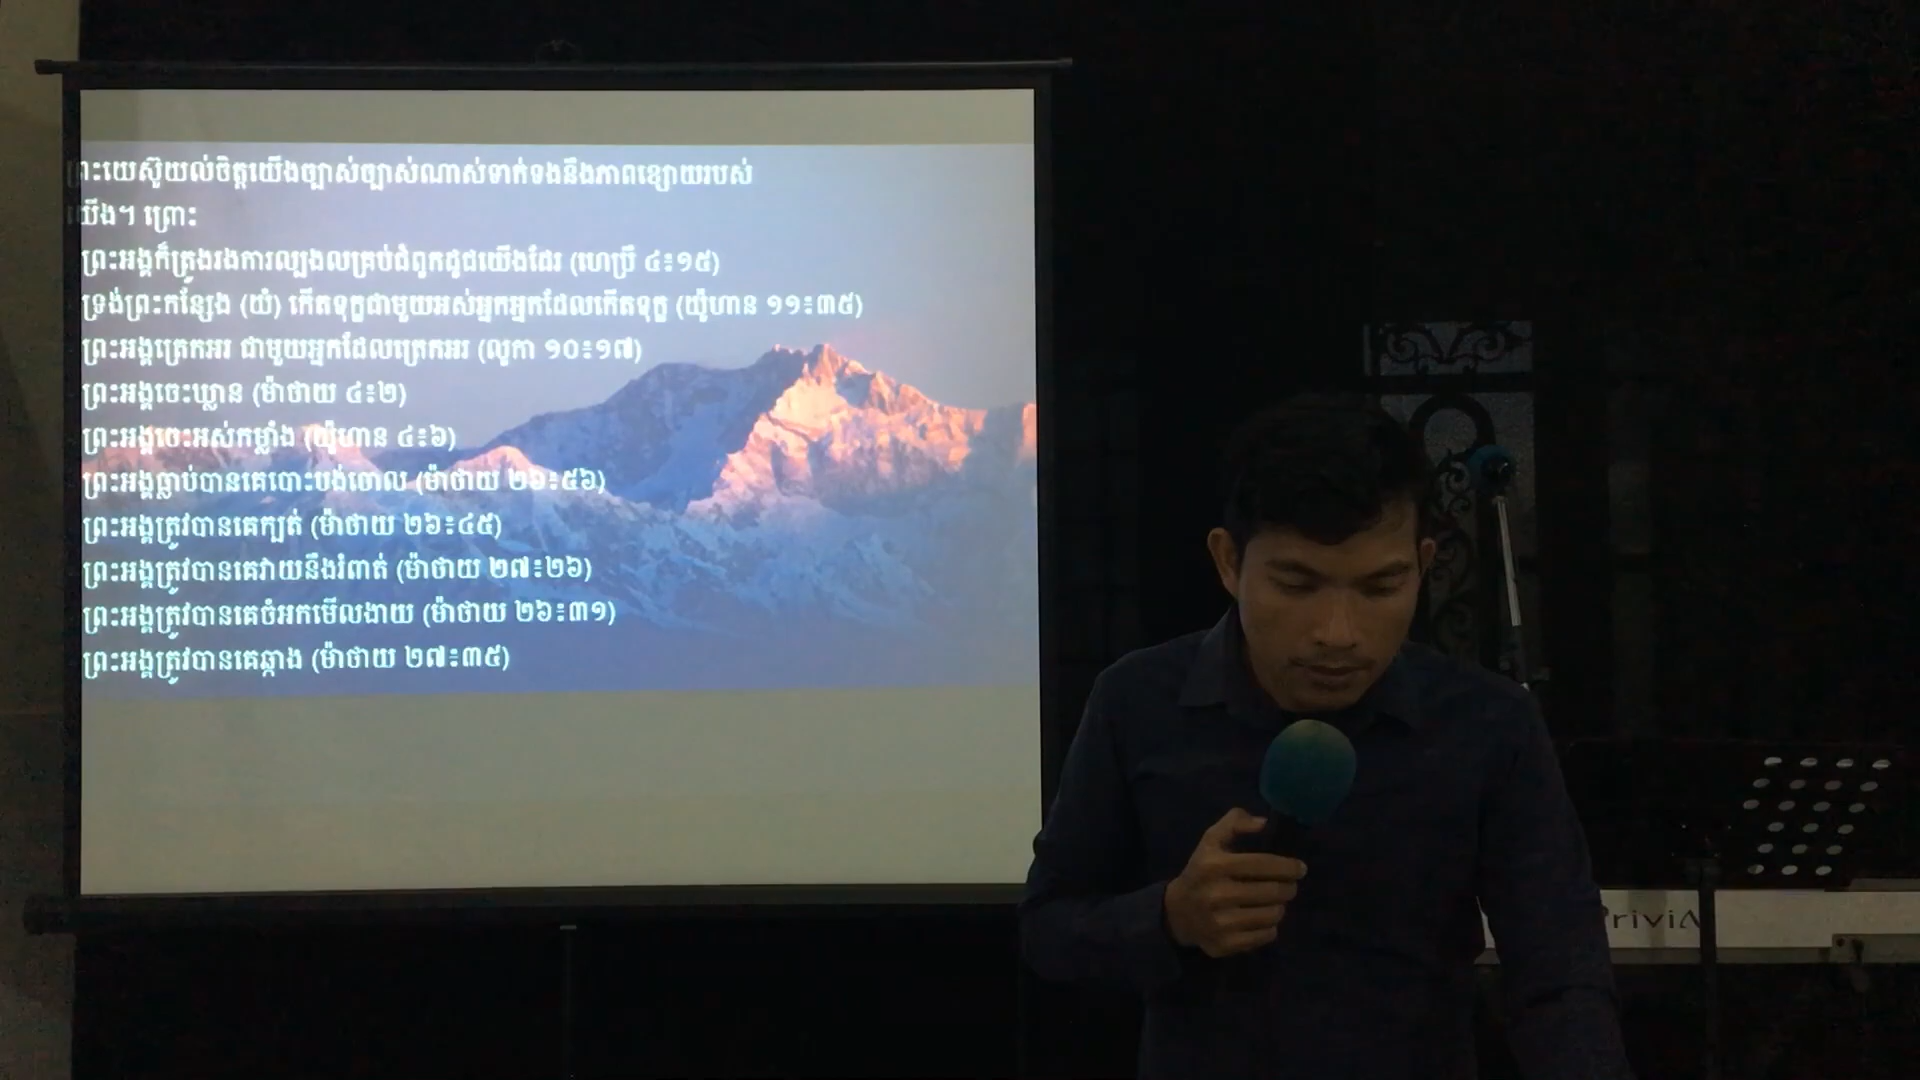 ព្រះយេស៊ូយល់ចិត្តយើងច្បាស់ច្បាស់ណាស់ទាក់ទងនឹងភាពខ្សោយរបស់
យើង។ ព្រោះ
ព្រះអង្គក៏ត្រូវរងការល្បងលគ្រប់ជំពូកដូជយើងដែរ (ហេប្រឺ ៤:១៥)
ទ្រង់ព្រះកន្សែង (យំ) កើតទុក្ខជាមួយអស់អ្នកអ្នកដែលកើតទុក្ខ (យ៉ូហាន ១១:៣៥)
ព្រះអង្គត្រេកអរ ជាមួយអ្នកដែលត្រេកអរ (លូកា ១០:១៧)
ព្រះអង្គចេះឃ្លាន (ម៉ាថាយ ៤:២)
ព្រះអង្គចេះអស់កម្លាំង (យ៉ូហាន ៤:៦)
ព្រះអង្គធ្លាប់បានគេបោះបង់ចោល (ម៉ាថាយ ២៦:៥៦)
ព្រះអង្គត្រូវបានគេក្បត់ (ម៉ាថាយ ២៦:៤៥)
ព្រះអង្គត្រូវបានគេវាយនឹងរំពាត់ (ម៉ាថាយ ២៧:២៦)
ព្រះអង្គត្រូវបានគេចំអកមើលងាយ (ម៉ាថាយ ២៦:៣១)
ព្រះអង្គត្រូវបានគេឆ្កាង (ម៉ាថាយ ២៧:៣៥)
PriviA